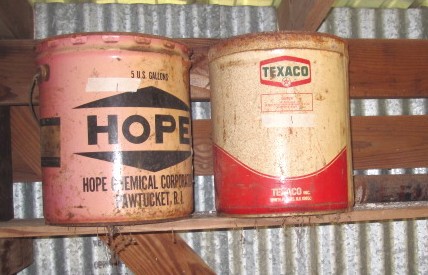 5 U.S. GALLONS
HOPE
HOPE CHEMICAL CORPORAT
PAWTUCKET, R.I.
TEXACO
TEXACO INC.